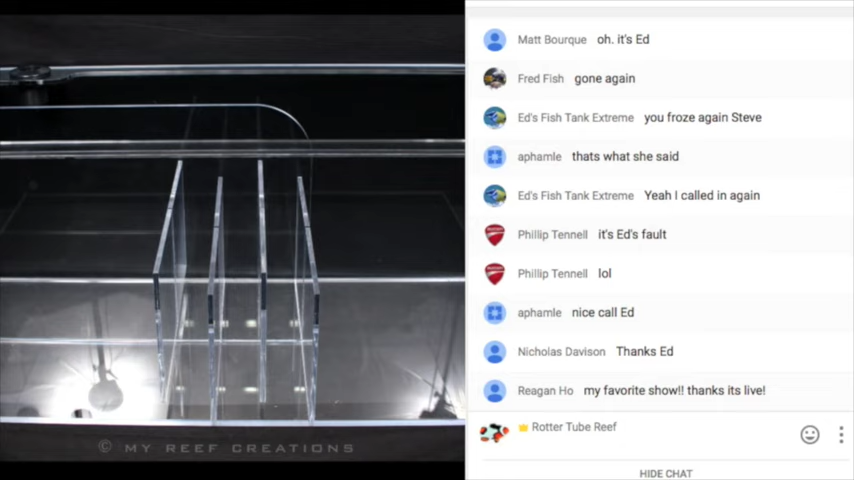 Matt Bourque oh. it's Ed
Fred Fish gone again
Ed's Fish Tank Extreme you froze again Steve
aphamle thats what she said
Ed's Fish Tank Extreme Yeah I called in again
Phillip Tennell it's Ed's fault
Phillip Tennell lol
aphamle nice call Ed
Nicholas Davison Thanks Ed
Reagan Ho my favorite show!! thanks its live!
Rotter Tube Reef
HIDE CHAT
© MY REEF CREATIONS